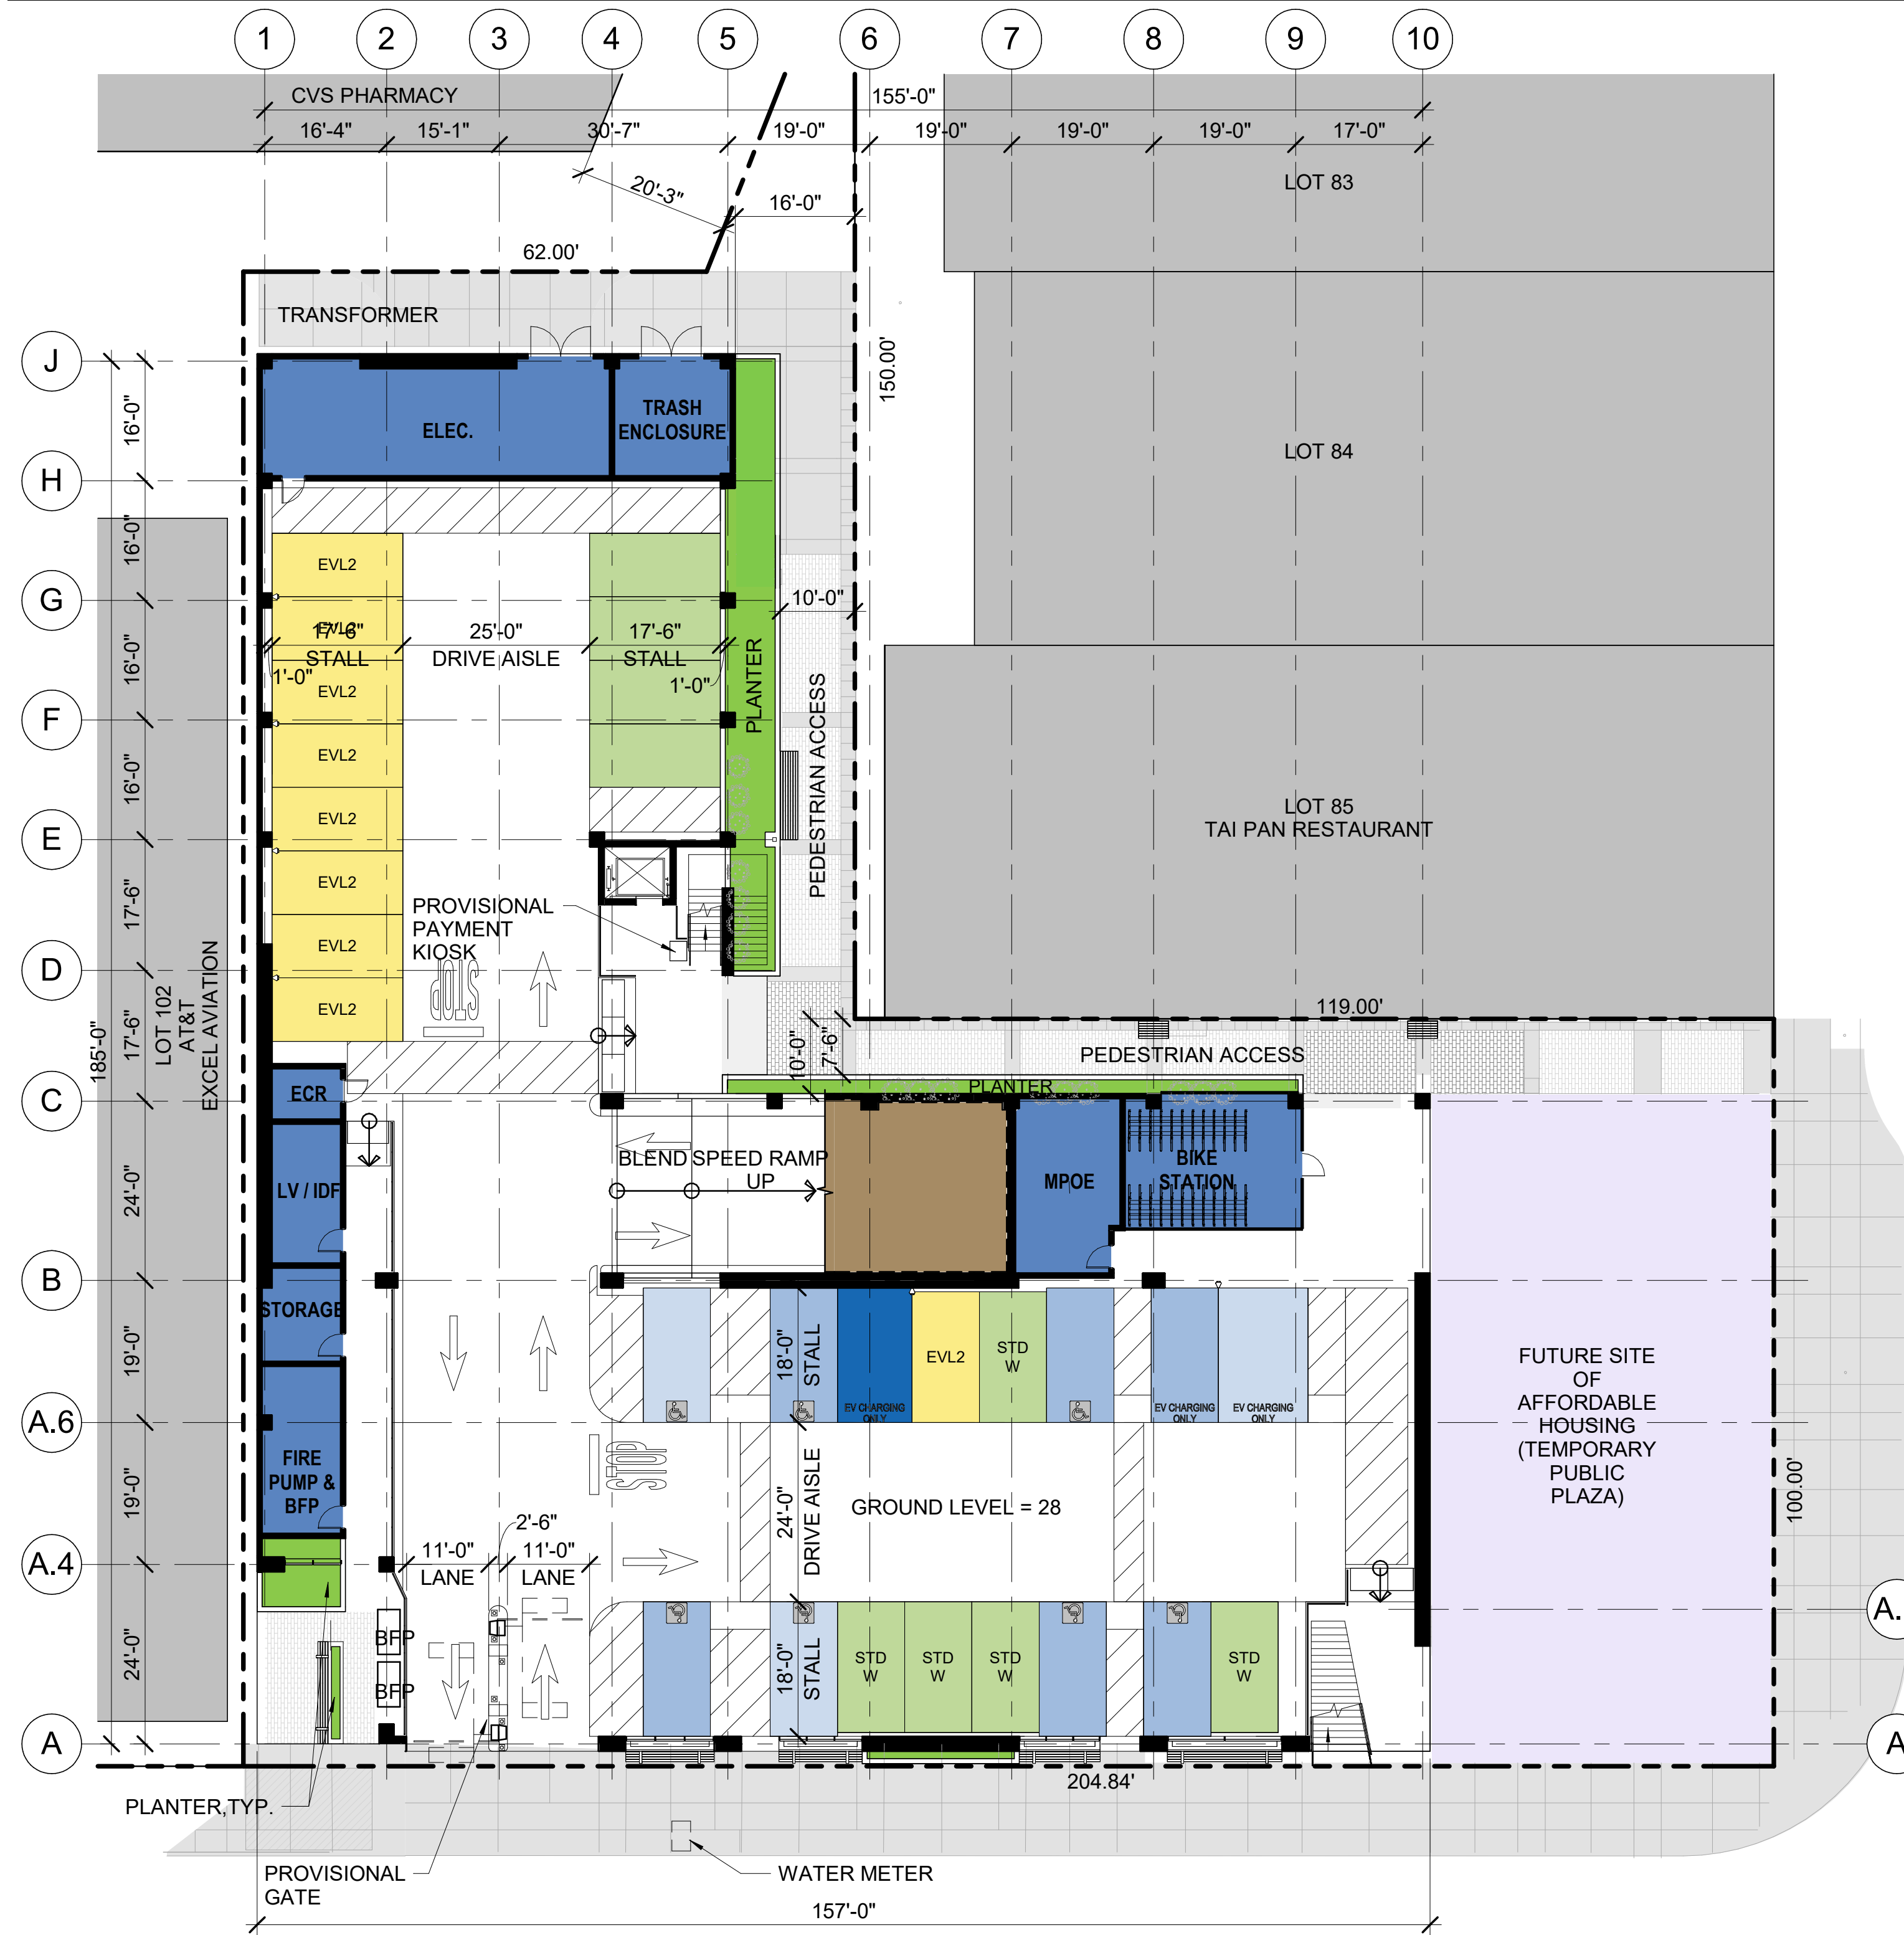 1 2 3 4 5 6 7 8 9 10
CVS PHARMACY
155'-0"
16'-4" 15'-1" 30'-7" 19'-0" 19'-0" 19'-0" 19'-0" 17'-0"
LOT 83
20'-3"
16'-0"
62.00'
TRANSFORMER
150.00'
J
16'-0"
TRASH
ENCLOSURE
ELEC.
LOT 84
H
16'-0"
EVL2
G
10'-0"
EVL2
17'-6" 25'-0" 17'-6"
STALL DRIVE AISLE STALL
16'-0"
1'-0" 1'-0"
EVL2
PLANTER
PEDESTRIAN ACCESS
F
EVL2
16'-0"
EVL2
LOT 85
TAI PAN RESTAURANT
E
EVL2
17'-6"
PROVISIONAL
PAYMENT
KIOSK
EVL2
D
STOP
EVL2
LOT 102
AT&T
EXCEL AVIATION
185'-0"
17'-6"
119.00'
10'-0"
7'-6"
PEDESTRIAN ACCESS
PLANTER
ECR
C
BLEND SPEED RAMP
UP
MPOE
BIKE
STATION
LV / IDF
24'-0"
B
STORAGE
19'-0"
18'-0"
STALL
EV CHARGING
ONLY
EVL2
STD
W
EV CHARGING
ONLY
EV CHARGING
ONLY
FUTURE SITE
OF
AFFORDABLE
HOUSING
(TEMPORARY
PUBLIC
PLAZA)
100.00'
A.6
FIRE
PUMP &
BFP
STOP
19'-0"
24'-0"
DRIVE AISLE
GROUND LEVEL = 28
2'-6"
A.4
11'-0" 11'-0"
LANE LANE
A.
24'-0"
BFP
BFP
18'-0"
STALL
STD
W
STD
W
STD
W
STD
W
A
A
204.84'
PLANTER,TYP.
PROVISIONAL
GATE
WATER METER
157'-0"